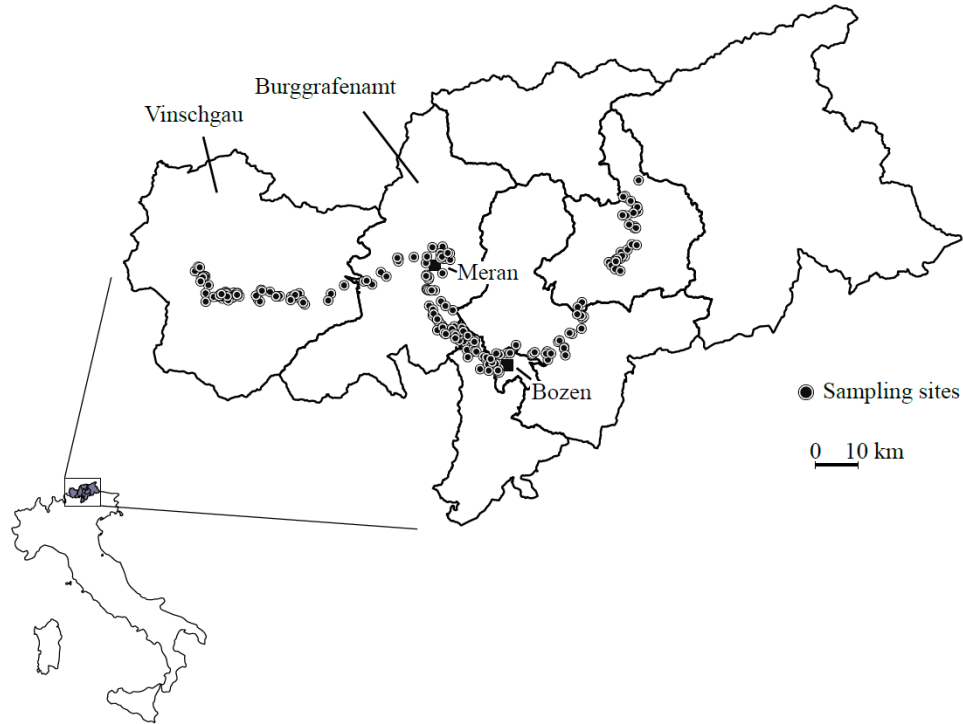 Burggrafenamt
Vinschgau
Meran
Bozen
Sampling sites
0 10 km